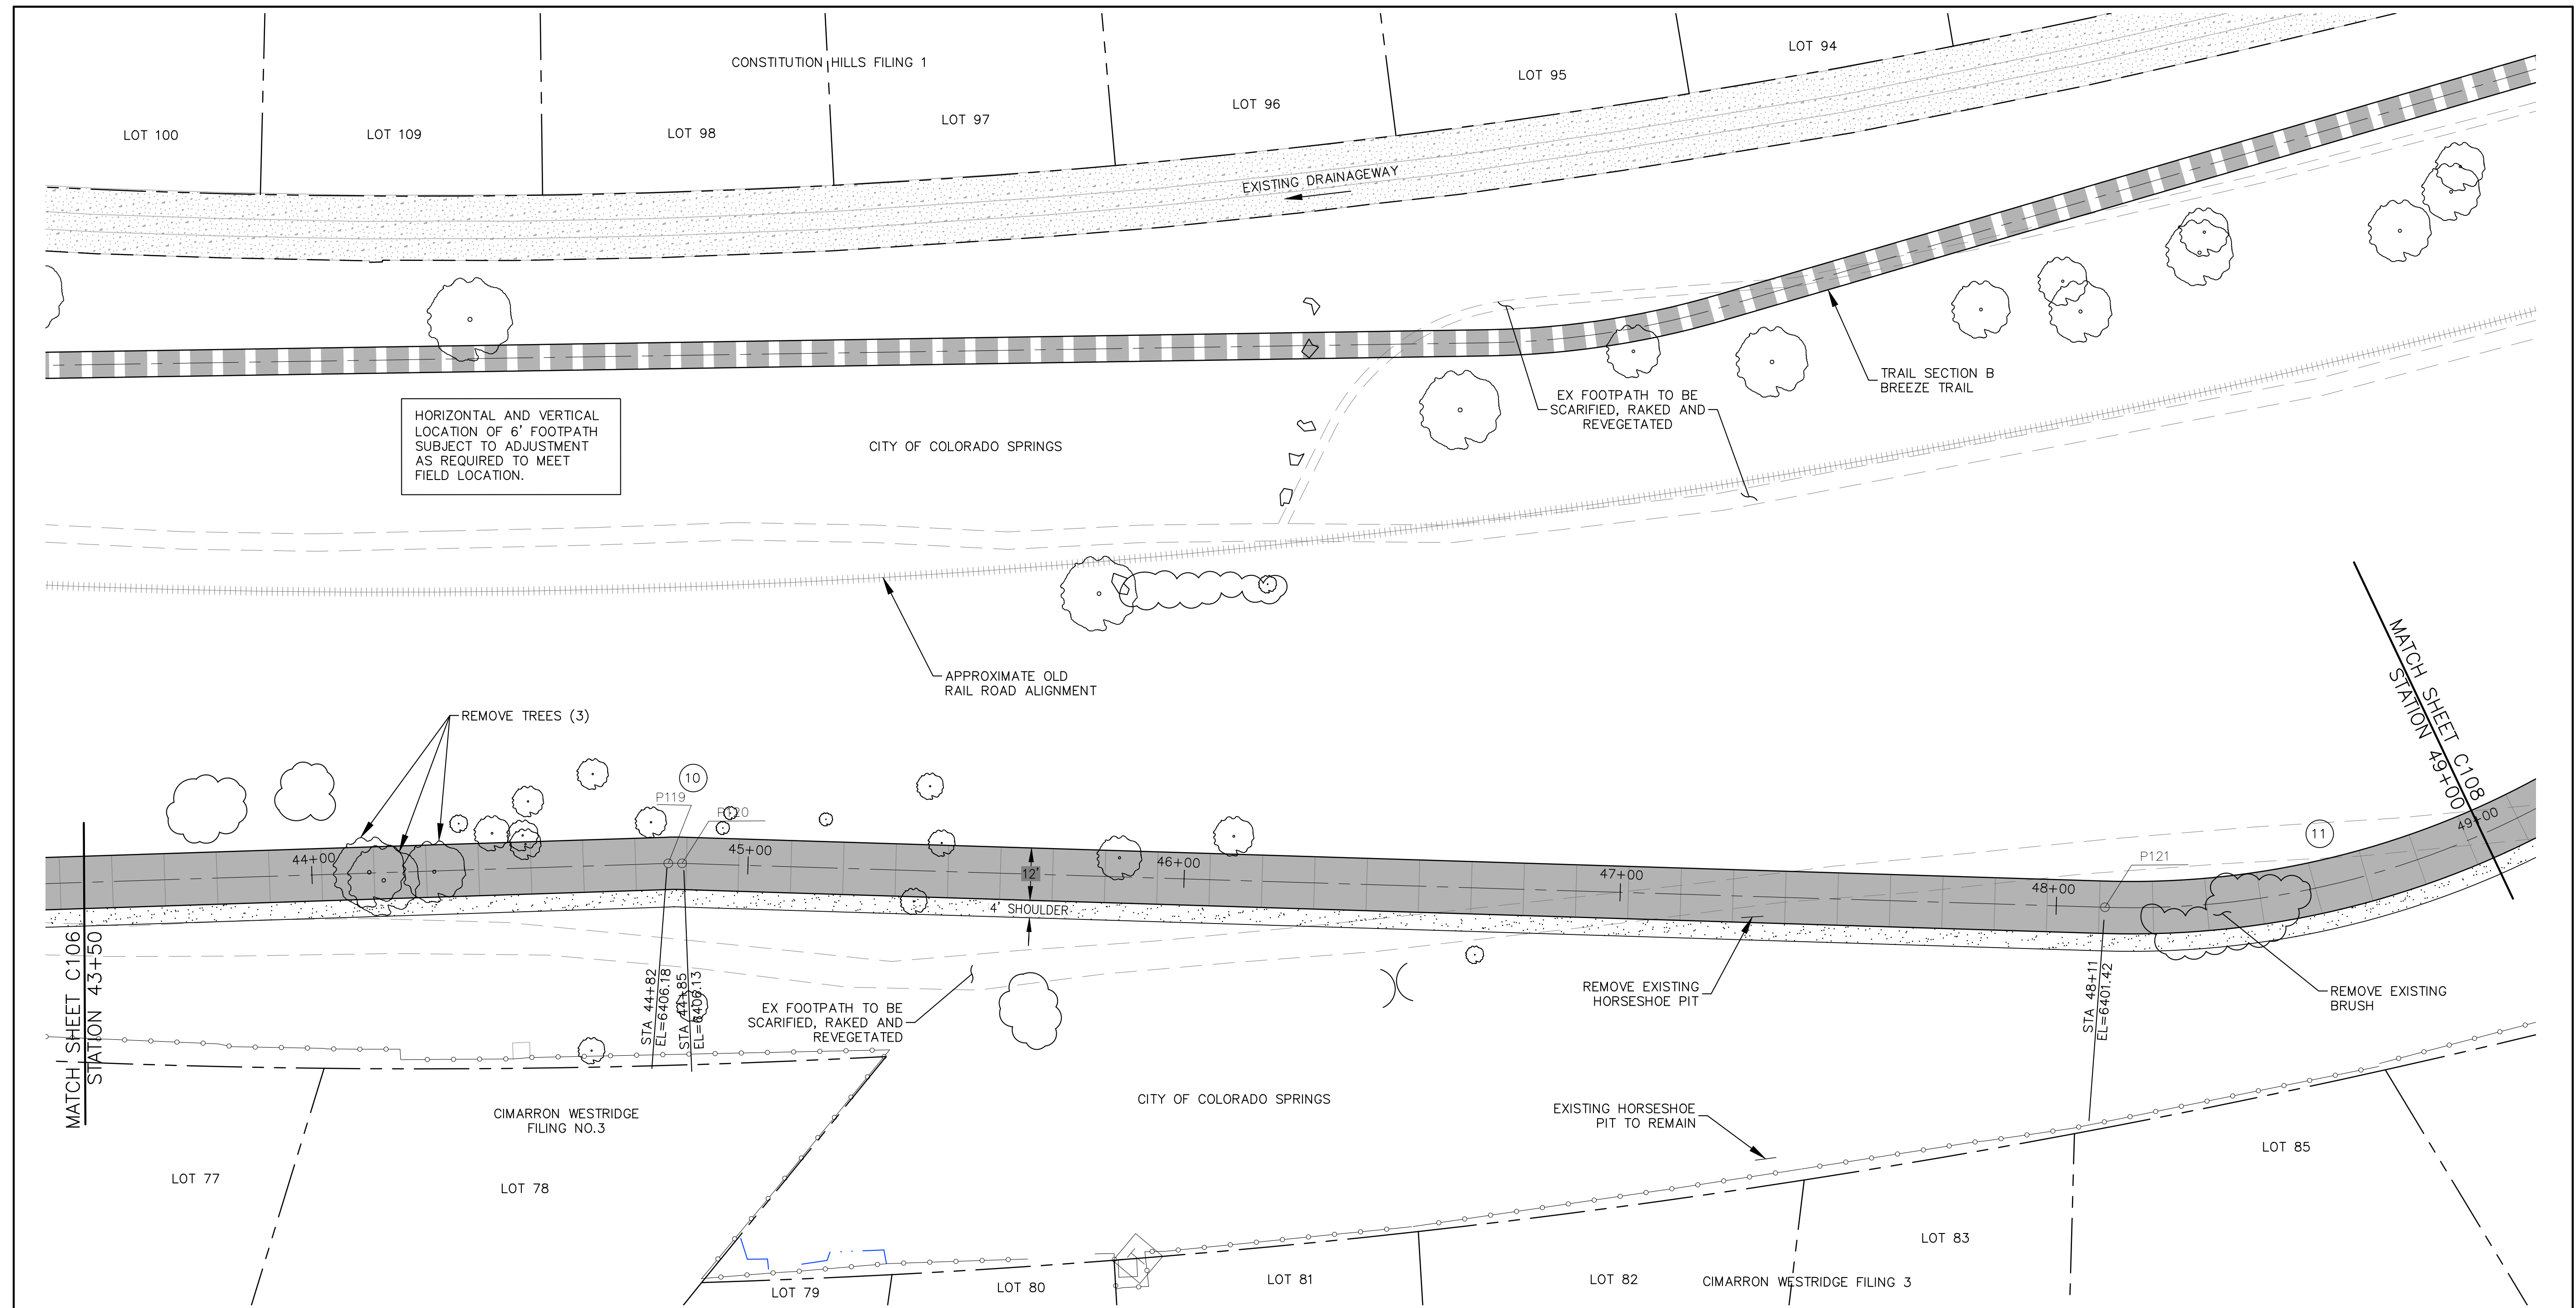 CONSTITUTION HILLS FILING 1
LOT 94
LOT 95
LOT 96
LOT 97
LOT 98
LOT 109
LOT 100
EXISTING DRAINAGEWAY
TRAIL SECTION B
BREEZE TRAIL
EX FOOTPATH TO BE
SCARIFIED, RAKED AND
REVEGETATED
HORIZONTAL AND VERTICAL
LOCATION OF 6' FOOTPATH
SUBJECT TO ADJUSTMENT
AS REQUIRED TO MEET
FIELD LOCATION.
CITY OF COLORADO SPRINGS
APPROXIMATE OLD
RAIL ROAD ALIGNMENT
MATCH SHEET C108
STATION 49+00
REMOVE TREES (3)
10
P119
P120
11
44+00
45+00
46+00
47+00
48+00
49+00
P121
12'
4' SHOULDER
MATCH SHEET C106
STATION 43+50
STA 44+82
EL=6406.18
STA 44+85
EL=6406.13
EX FOOTPATH TO BE
SCARIFIED, RAKED AND
REVEGETATED
REMOVE EXISTING
HORSESHOE PIT
STA 48+11
EL=6401.42
REMOVE EXISTING
BRUSH
CIMARRON WESTRIDGE
FILING NO.3
CITY OF COLORADO SPRINGS
EXISTING HORSESHOE
PIT TO REMAIN
LOT 77
LOT 78
LOT 79
LOT 80
LOT 81
LOT 82
LOT 83
LOT 85
CIMARRON WESTRIDGE FILING 3